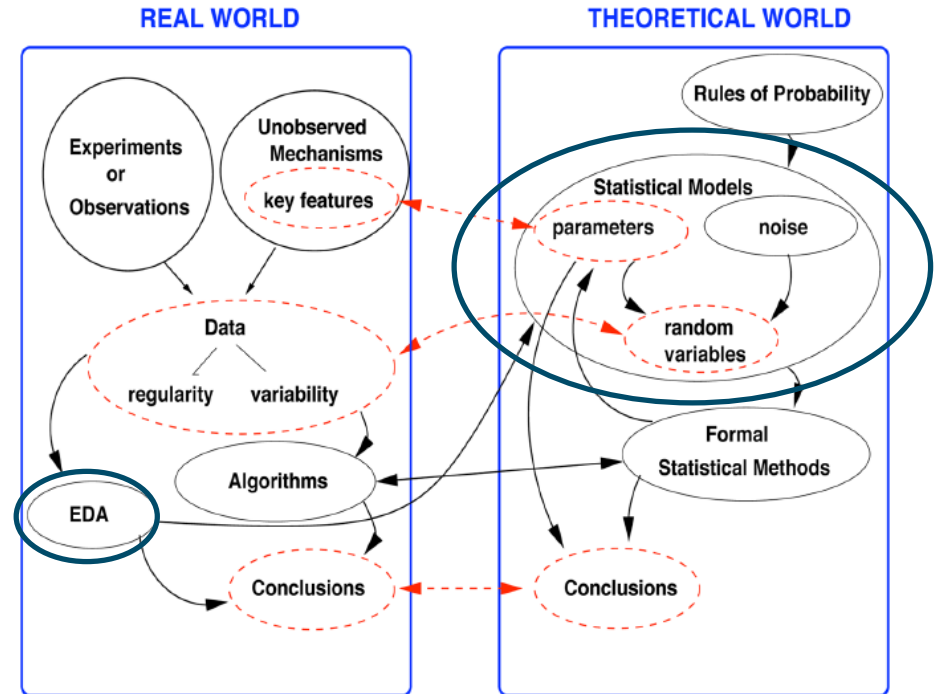 REAL WORLD
THEORETICAL WORLD
Experiments
or
Observations
Unobserved
Mechanisms
key features
Data
regularity
variability
Algorithms
EDA
Conclusions
Rules of Probability
Statistical Models
parameters
noise
random
variables
Formal
Statistical Methods
Conclusions